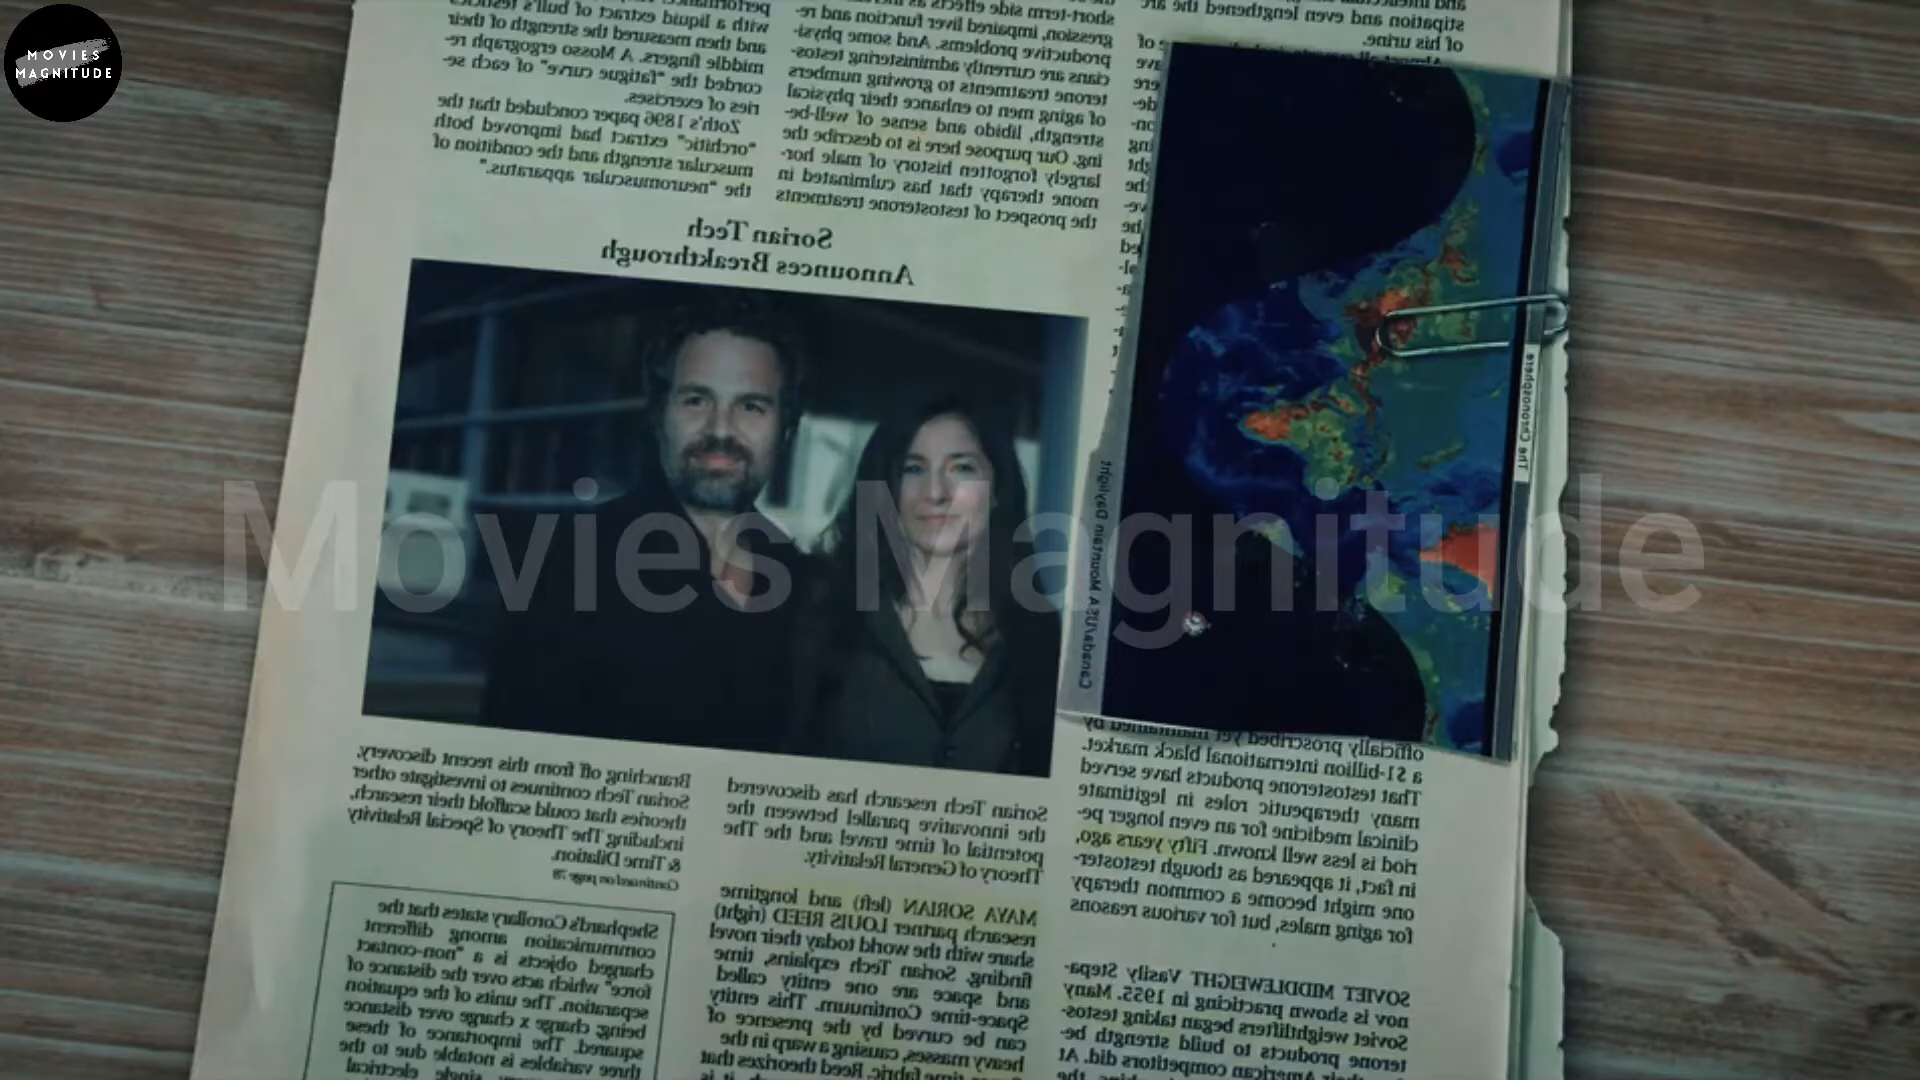 MOVIES
MAGNITUDE
Movies Magnitude
stipation and even lengthened the arc
of his urine.
short-term side effects as
gression, impaired liver function and re-
productive problems. And some physi-
cians are currently administering testos-
terone treatments to growing numbers
of aging men to enhance their physical
strength, libido and sense of well-be-
ing. Our purpose here is to describe the
largely forgotten history of male hor-
mone therapy that has culminated in
the prospect of testosterone treatments
with a liquid extract of bull's testicles
and then measured the strength of their
middle fingers. A Mosso ergograph re-
corded the "fatigue curve" of each se-
ries of exercises.
Zoth's 1896 paper concluded that the
"orchitic" extract had improved both
muscular strength and the condition of
the "neuromuscular apparatus."
Sorian Tech
Announces Breakthrough
The Chronoppers
Canada/USA Mountain Daylight
officially proscribed yet maintained by
a $1-billion international black market.
That testosterone products have served
many therapeutic roles in legitimate
clinical medicine for an even longer pe-
riod is less well known. Fifty years ago,
in fact, it appeared as though testoster-
one might become a common therapy
for aging males, but for various reasons
SOVIET MIDDLEWEIGHT Vasily Stepa-
nov is shown practicing in 1955. Many
Soviet weightlifters began taking testos-
terone products to build strength be-
American competitors did. At
Sorian Tech research has discovered
the innovative parallel between the
potential of time travel and the The
Theory of General Relativity.
MAYA SORIAN (left) and longtime
research partner LOUIS REED (right)
share with the world today their novel
finding. Sorian Tech explains, time
and space are one entity called
Space-time Continuum. This entity
can be curved by the presence of
heavy masses, causing a warp in the
time fabric. Reed theorizes that
Branching off from this recent discovery,
Sorian Tech continues to investigate other
theories that could scaffold their research,
including The Theory of Special Relativity
& Time Dilation.
Continued on page 78
Shephard's Corollary states that the
communication among different
charged objects is a "non-contact
force" which acts over the distance of
separation. The units of the equation
being: charge x charge over distance
squared. The importance of these
three variables is notable due to the
single electrical